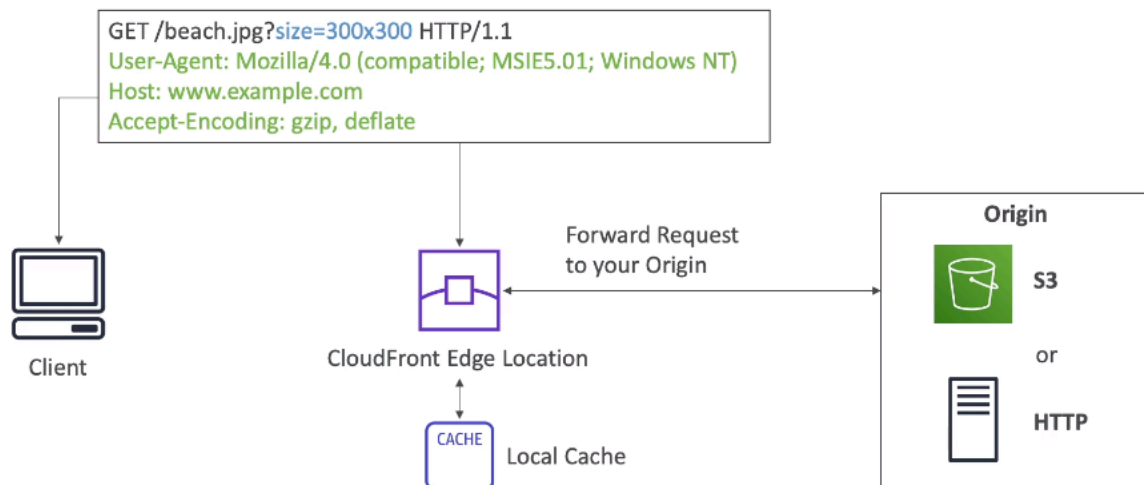 GET /beach.jpg?size=300x300 HTTP/1.1
User-Agent: Mozilla/4.0 (compatible; MSIE5.01; Windows NT)
Host: www.example.com
Accept-Encoding: gzip, deflate
Client
CloudFront Edge Location
CACHE
Local Cache
Forward Request
to your Origin
Origin
S3
or
HTTP